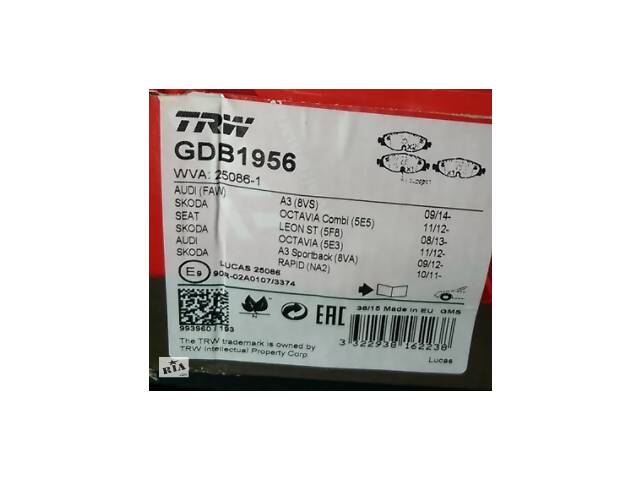 TRW
GDB1956
WVA: 25086-1
AUDI (FAW) A3 (8VS) 09/14-
SKODA OCTAVIA Combi (5E5) 11/12-
SEAT LEON ST (5F8) 08/13-
SKODA OCTAVIA (5E3) 11/12-
AUDI A3 Sportback (8VA) 09/12-
SKODA RAPID (NA2) 10/11-
LUCAS 25086
E9 90R-02A0107/3374
38/15 Made in EU GMS
EAC
993960 / 193
3 322938 162238
The TRW trademark is owned by
TRW Intellectual Property Corp.
Lucas
RIA